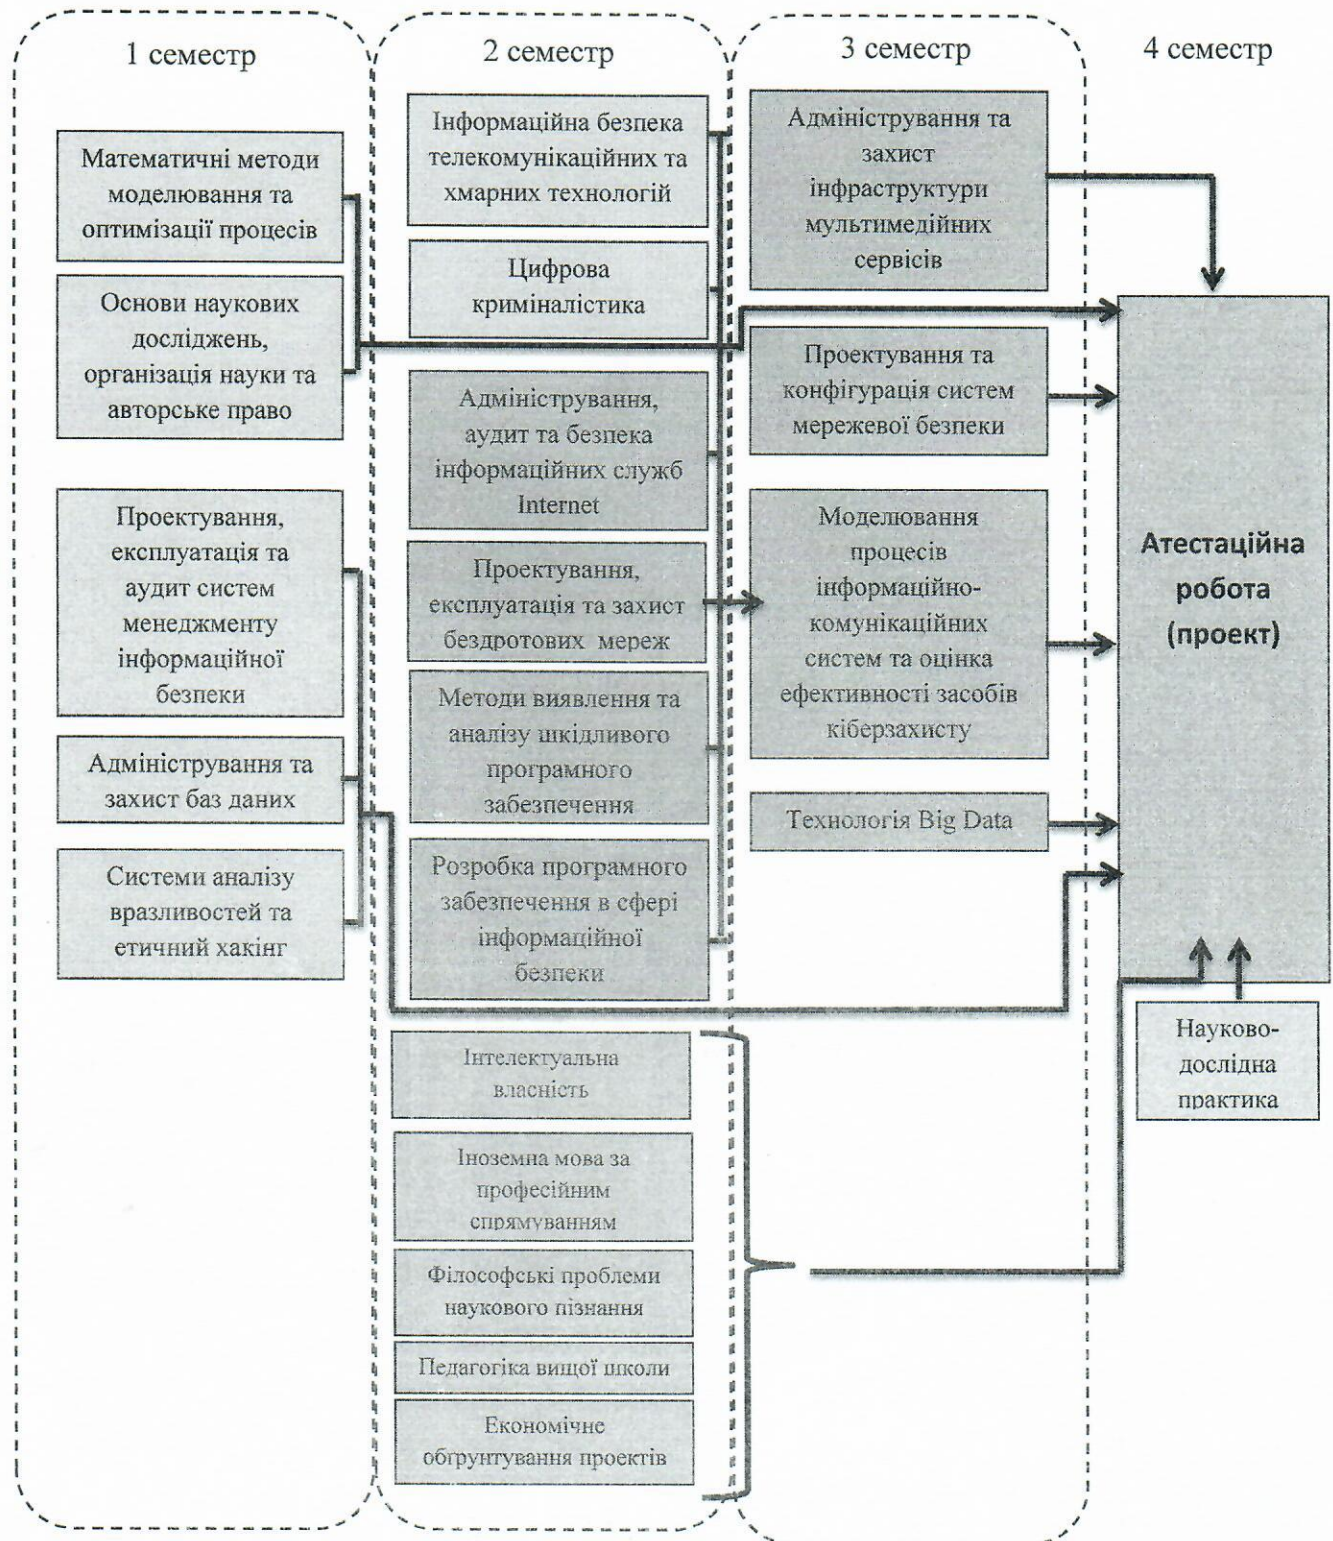 1 семестр
2 семестр
3 семестр
4 семестр
Математичні методи
моделювання та
оптимізації процесів
Основи наукових
досліджень,
організація науки та
авторське право
Проектування,
експлуатація та
аудит систем
менеджменту
інформаційної
безпеки
Адміністрування та
захист баз даних
Системи аналізу
вразливостей та
етичний хакінг
Інформаційна безпека
телекомунікаційних та
хмарних технологій
Цифрова
криміналістика
Адміністрування,
аудит та безпека
інформаційних служб
Internet
Проектування,
експлуатація та захист
бездротових мереж
Методи виявлення та
аналізу шкідливого
програмного
забезпечення
Розробка програмного
забезпечення в сфері
інформаційної
безпеки
Інтелектуальна
власність
Іноземна мова за
професійним
спрямуванням
Філософські проблеми
наукового пізнання
Педагогіка вищої школи
Економічне
обґрунтування проектів
Адміністрування та
захист
інфраструктури
мультимедійних
сервісів
Проектування та
конфігурація систем
мережевої безпеки
Моделювання
процесів
інформаційно-
комунікаційних
систем та оцінка
ефективності засобів
кіберзахисту
Технологія Big Data
Атестаційна
робота
(проект)
Науково-
дослідна
практика